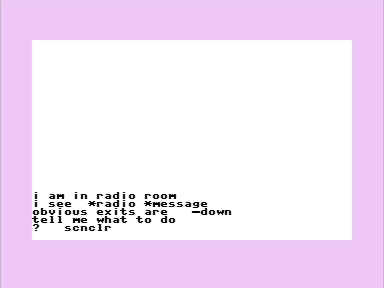 i am in radio room
i see  *radio *message
obvious exits are   -down
tell me what to do
?   scnclr